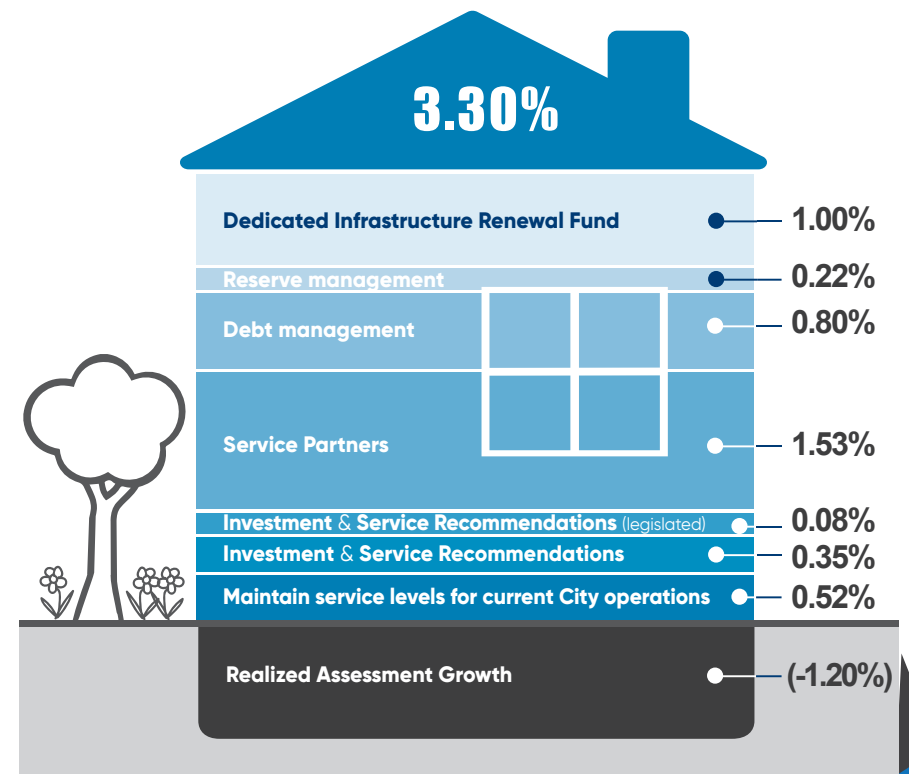 3.30%
Dedicated Infrastructure Renewal Fund 1.00%
Reserve management 0.22%
Debt management 0.80%
Service Partners 1.53%
Investment & Service Recommendations (legislated) 0.08%
Investment & Service Recommendations 0.35%
Maintain service levels for current City operations 0.52%
Realized Assessment Growth (-1.20%)